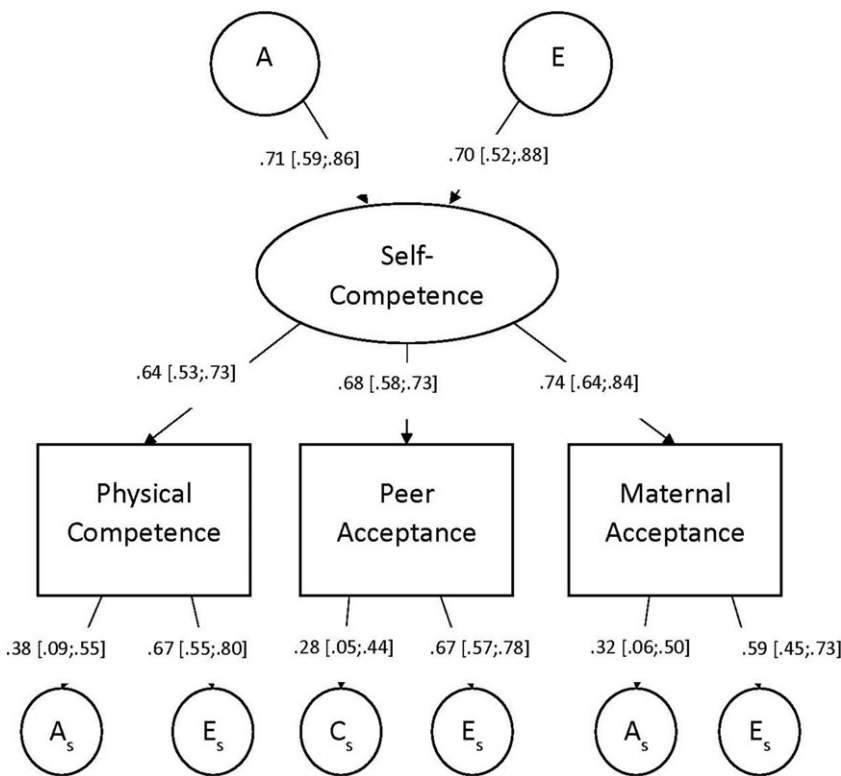 A
E
.71 [.59;.86]
.70 [.52;.88]
Self-
Competence
.64 [.53;.73]
.68 [.58;.73]
.74 [.64;.84]
Physical
Competence
Peer
Acceptance
Maternal
Acceptance
.38 [.09;.55]
.67 [.55;.80]
.28 [.05;.44]
.67 [.57;.78]
.32 [.06;.50]
.59 [.45;.73]
As
Es
Cs
Es
As
Es